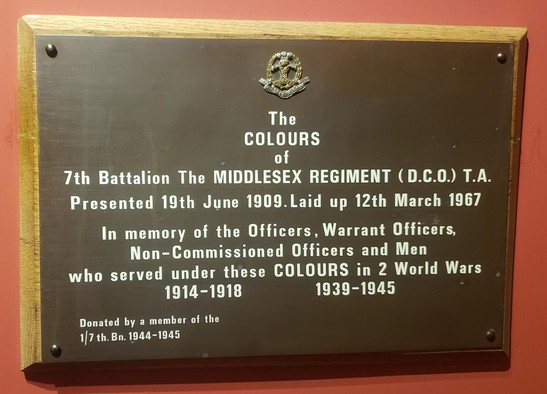 The
COLOURS
of
7th Battalion The MIDDLESEX REGIMENT (D.C.O.) T.A.
Presented 19th June 1909. Laid up 12th March 1967
In memory of the Officers, Warrant Officers,
Non-Commissioned Officers and Men
who served under these COLOURS in 2 World Wars
1914-1918 1939-1945
Donated by a member of the
1/7 th. Bn. 1944-1945